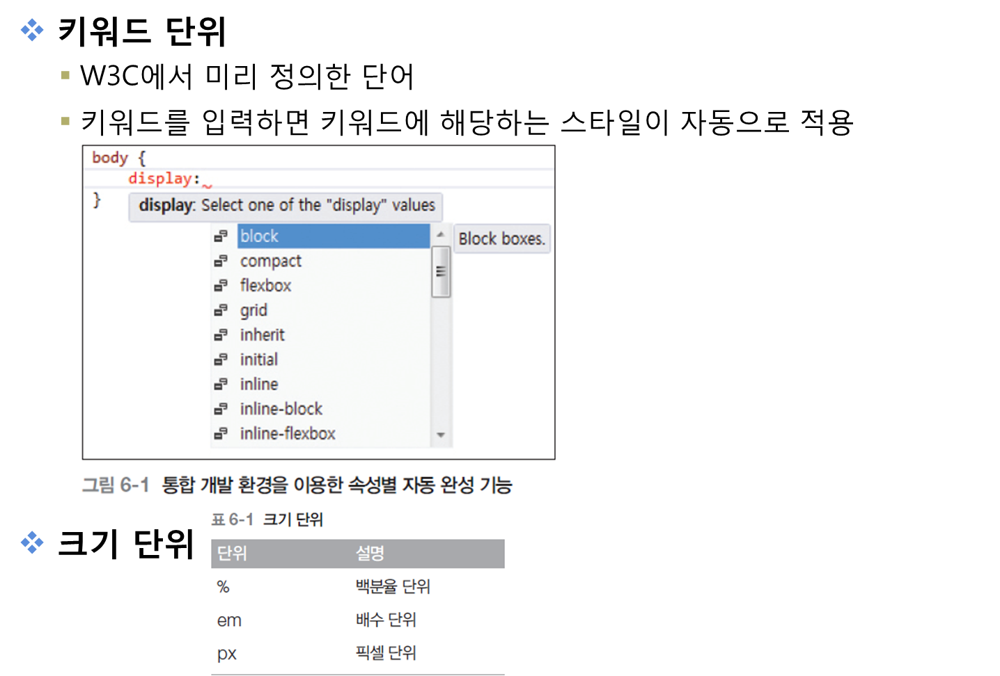 키워드 단위
W3C에서 미리 정의한 단어
키워드를 입력하면 키워드에 해당하는 스타일이 자동으로 적용
body {
display:
}
display: Select one of the "display" values
block
Block boxes.
compact
flexbox
grid
inherit
initial
inline
inline-block
inline-flexbox
그림 6-1 통합 개발 환경을 이용한 속성별 자동 완성 기능
크기 단위
표 6-1 크기 단위
단위 설명
% 백분율 단위
em 배수 단위
px 픽셀 단위